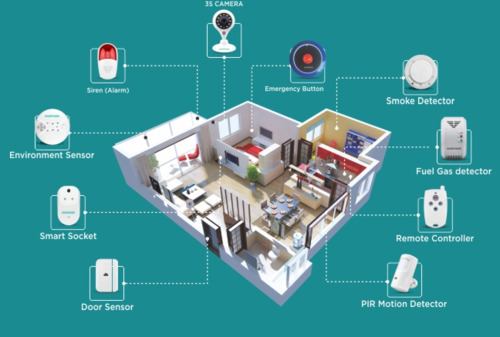 3S CAMERA
Siren (Alarm)
Emergency Button
Smoke Detector
Environment Sensor
Fuel Gas detector
Smart Socket
Remote Controller
Door Sensor
PIR Motion Detector